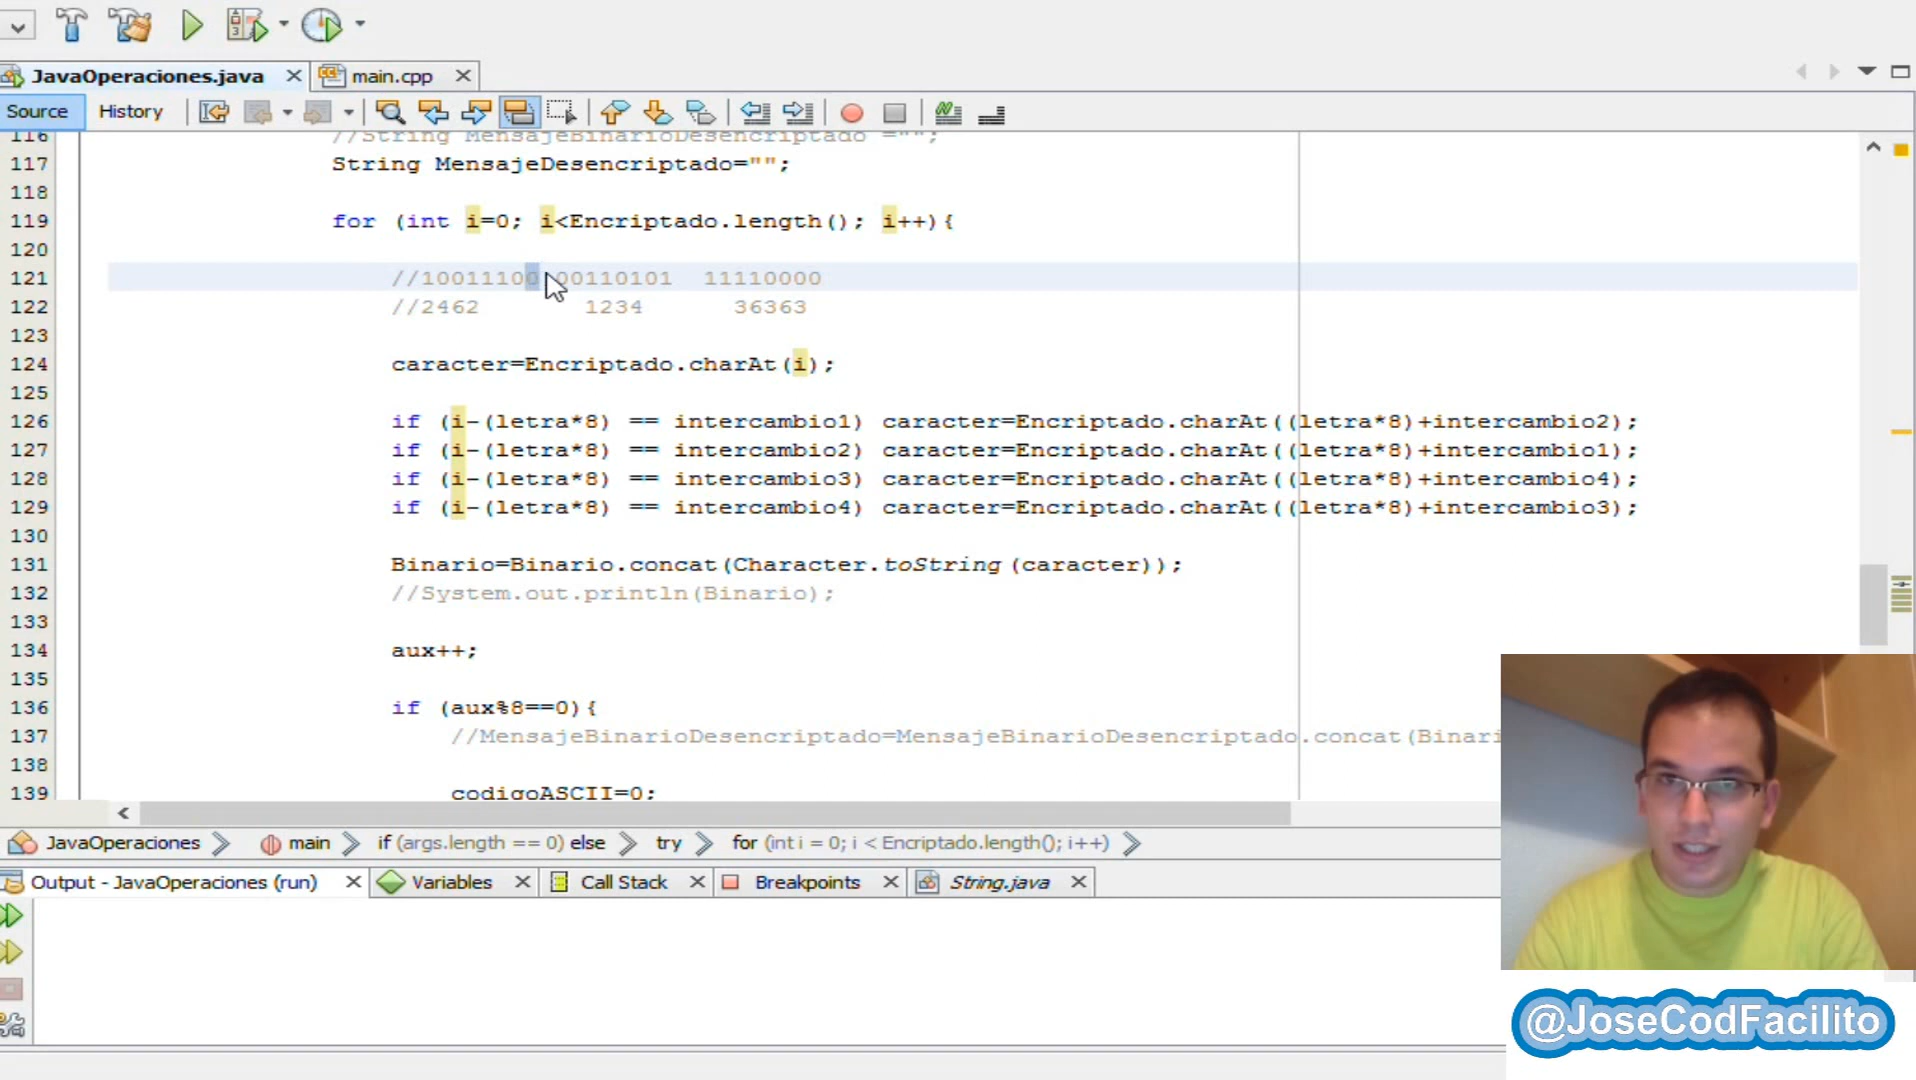 JavaOperaciones.java
main.cpp
Source
History
116 //String MensajeBinarioDesencriptado ="";
117 String MensajeDesencriptado="";
118
119 for (int i=0; i<Encriptado.length(); i++){
120
121 //10011100 00110101 11110000
122 //2462 1234 36363
123
124 caracter=Encriptado.charAt(i);
125
126 if (i-(letra*8) == intercambio1) caracter=Encriptado.charAt((letra*8)+intercambio2);
127 if (i-(letra*8) == intercambio2) caracter=Encriptado.charAt((letra*8)+intercambio1);
128 if (i-(letra*8) == intercambio3) caracter=Encriptado.charAt((letra*8)+intercambio4);
129 if (i-(letra*8) == intercambio4) caracter=Encriptado.charAt((letra*8)+intercambio3);
130
131 Binario=Binario.concat(Character.toString(caracter));
132 //System.out.println(Binario);
133
134 aux++;
135
136 if (aux%8==0){
137 //MensajeBinarioDesencriptado=MensajeBinarioDesencriptado.concat(Binari
138
139 codigoASCII=0;
JavaOperaciones main if (args.length == 0) else try for (int i = 0; i < Encriptado.length(); i++)
Output - JavaOperaciones (run) Variables Call Stack Breakpoints String.java
@JoseCodFacilito